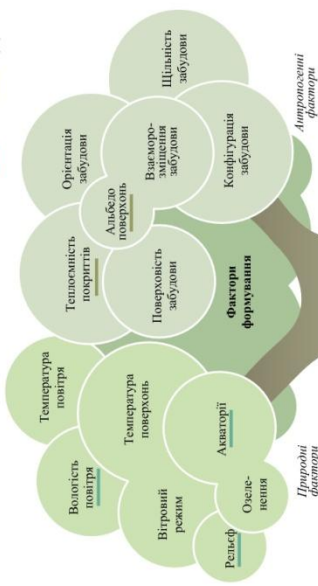 Температура
повітря
Вологість
повітря
Температура
поверхонь
Вітровий
режим
Рельєф
Озеле-
нення
Акваторії
Природні
фактори
Теплоємність
покриттів
Орієнтація
забудови
Альбедо
поверхонь
Поверховість
забудови
Взаєморо-
зміщення
забудови
Щільність
забудови
Конфігурація
забудови
Фактори
формування
Антропогенні
фактори